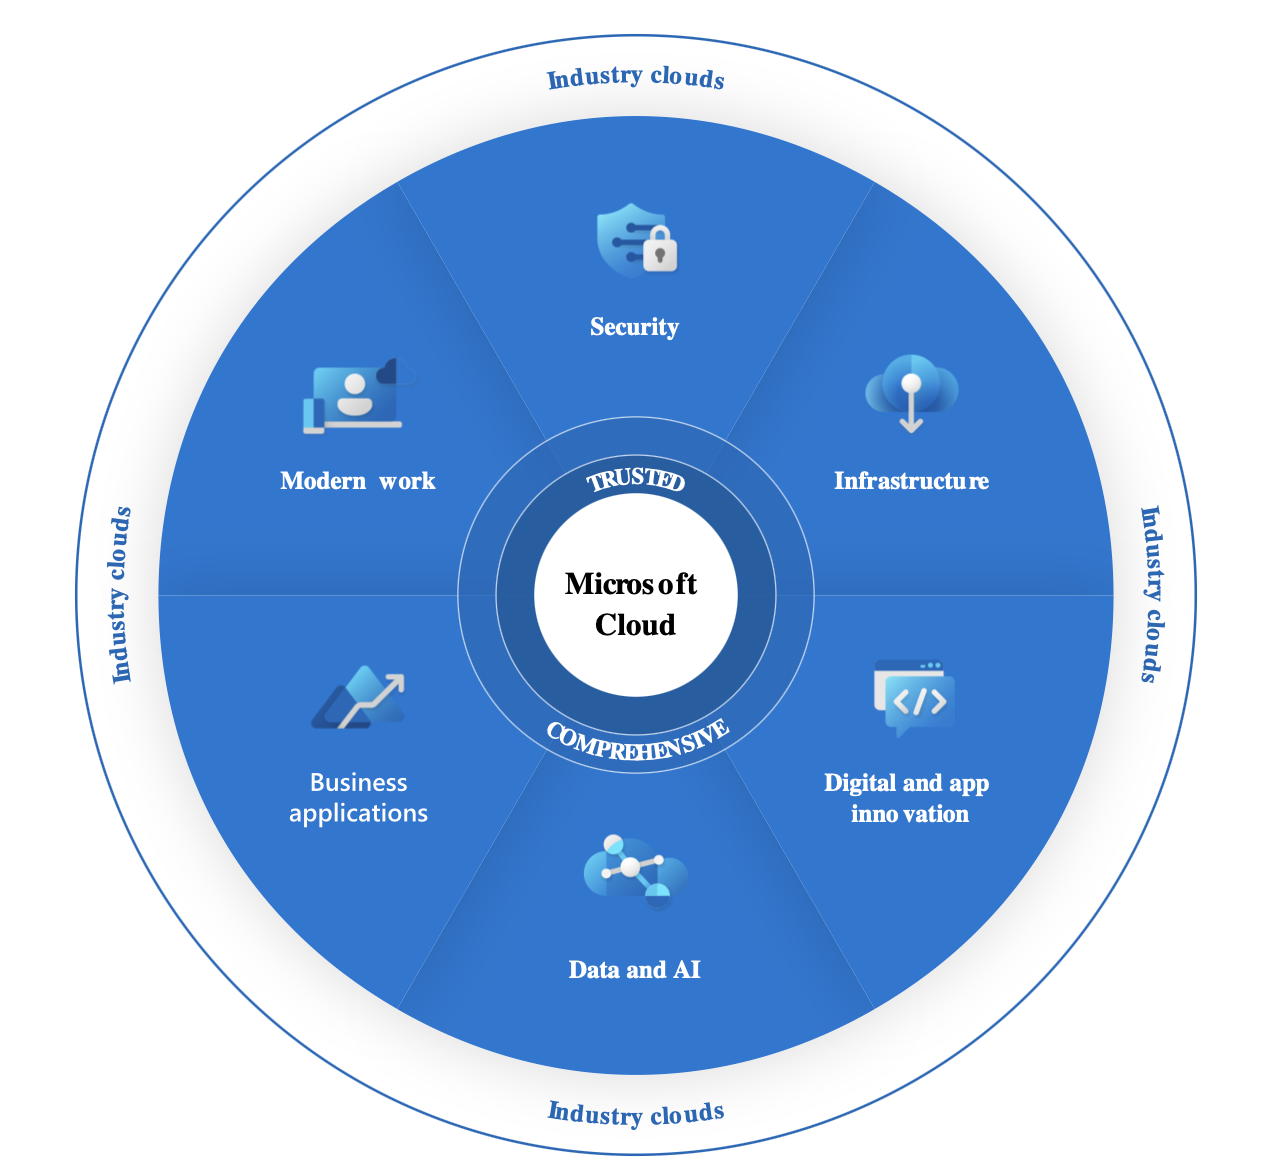 Industry clouds
Security
Modern work
Infrastructure
TRUSTED
Microsoft
Cloud
COMPREHENSIVE
Industry clouds
Industry clouds
Business
applications
Digital and app
innovation
Data and AI
Industry clouds